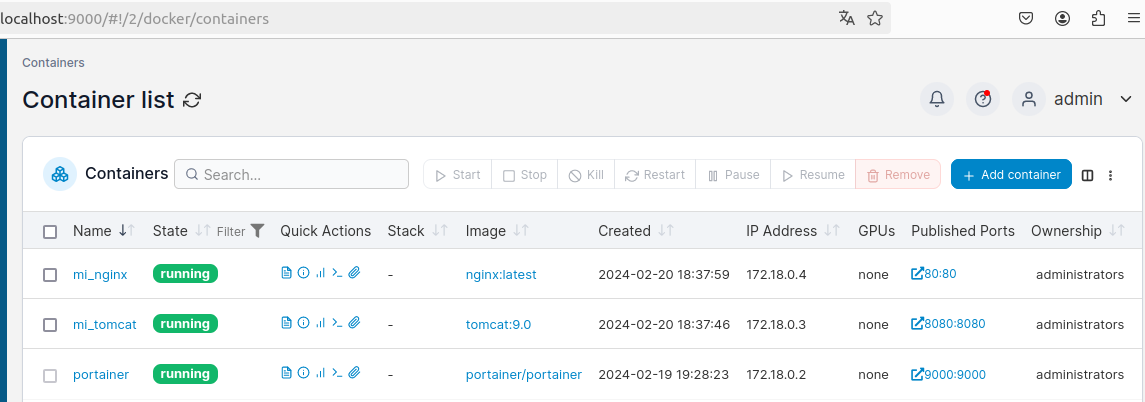 localhost:9000/#!/2/docker/containers
Containers
Container list
admin
Containers Search... Start Stop Kill Restart Pause Resume Remove + Add container
Name State Filter Quick Actions Stack Image Created IP Address GPUs Published Ports Ownership
mi_nginx running - nginx:latest 2024-02-20 18:37:59 172.18.0.4 none 80:80 administrators
mi_tomcat running - tomcat:9.0 2024-02-20 18:37:46 172.18.0.3 none 8080:8080 administrators
portainer running - portainer/portainer 2024-02-19 19:28:23 172.18.0.2 none 9000:9000 administrators